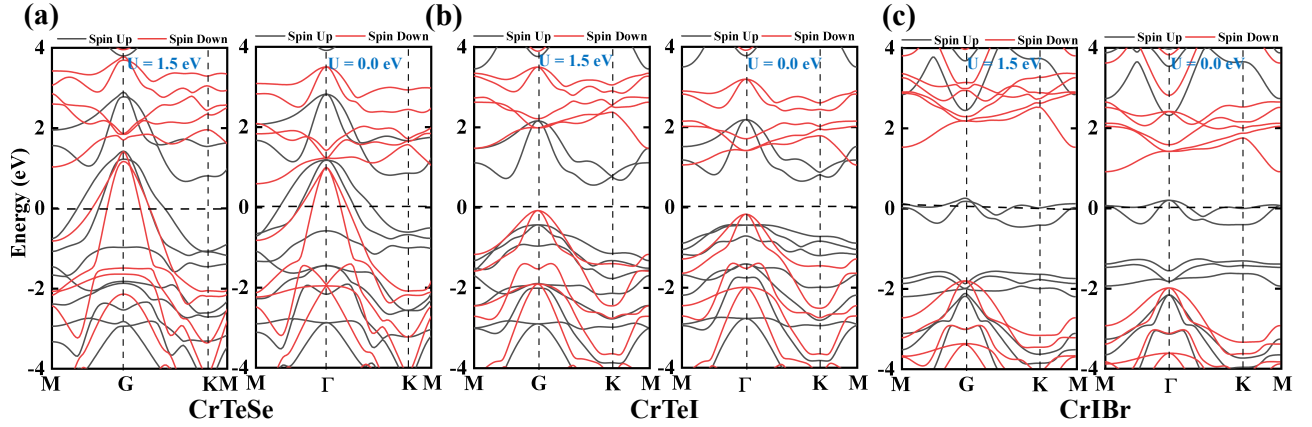 (a) (b) (c)
Spin Up Spin Down Spin Up Spin Down Spin Up Spin Down Spin Up Spin Down Spin Up Spin Down Spin Up Spin Down
U = 1.5 eV U = 0.0 eV U = 1.5 eV U = 0.0 eV U = 1.5 eV U = 0.0 eV
Energy (eV)
4 4 4 4 4 4
2 2 2 2 2 2
0 0 0 0 0 0
-2 -2 -2 -2 -2 -2
-4 -4 -4 -4 -4 -4
M G K M Γ K M M G K M Γ K M M G K M Γ K M
CrTeSe CrTeI CrIBr